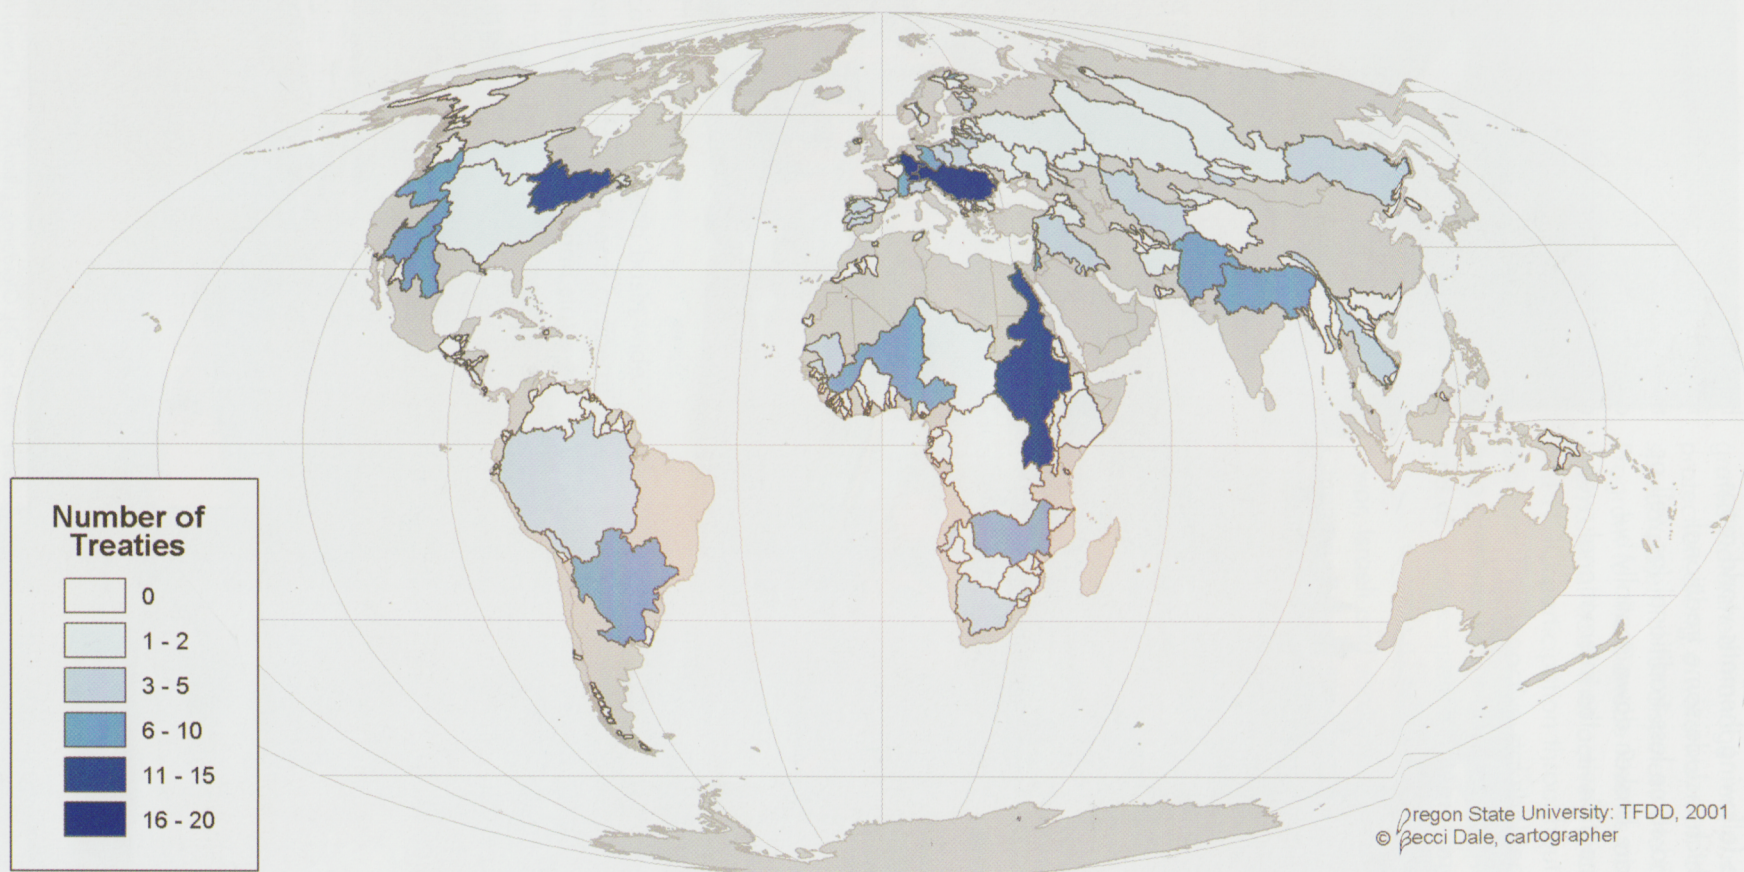 Number of
Treaties
0
1 - 2
3 - 5
6 - 10
11 - 15
16 - 20
Oregon State University: TFDD, 2001
© Becci Dale, cartographer